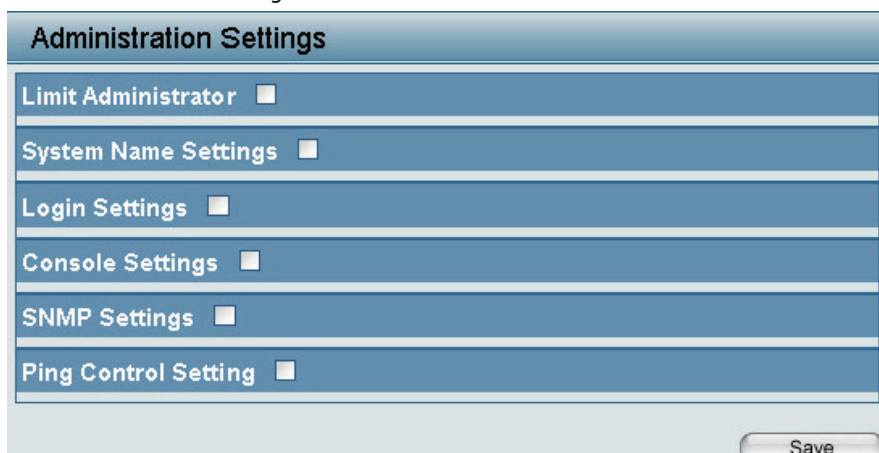 Administration Settings
Limit Administrator
System Name Settings
Login Settings
Console Settings
SNMP Settings
Ping Control Setting
Save